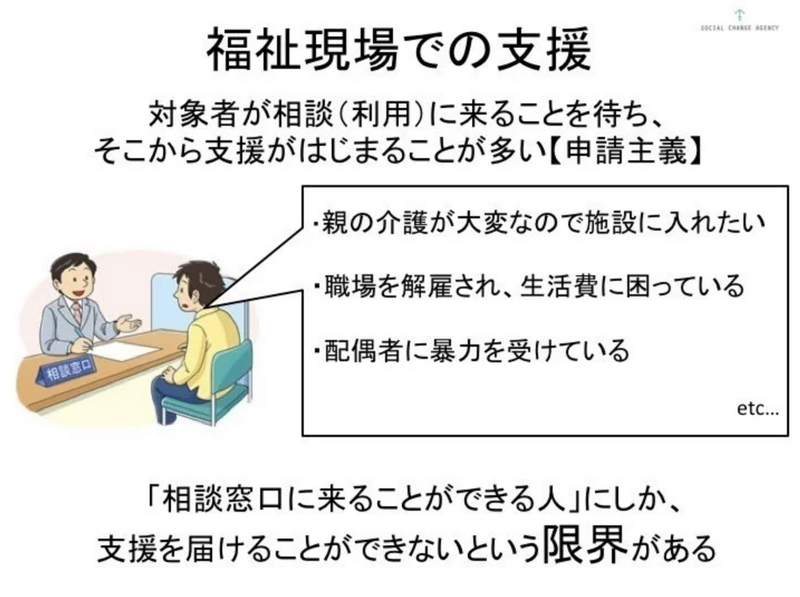 SOCIAL CHANGE AGENCY
福祉現場での支援
対象者が相談(利用)に来ることを待ち、
そこから支援がはじまることが多い【申請主義】
・親の介護が大変なので施設に入れたい
・職場を解雇され、生活費に困っている
・配偶者に暴力を受けている
etc…
相談窓口
「相談窓口に来ることができる人」にしか、
支援を届けることができないという限界がある